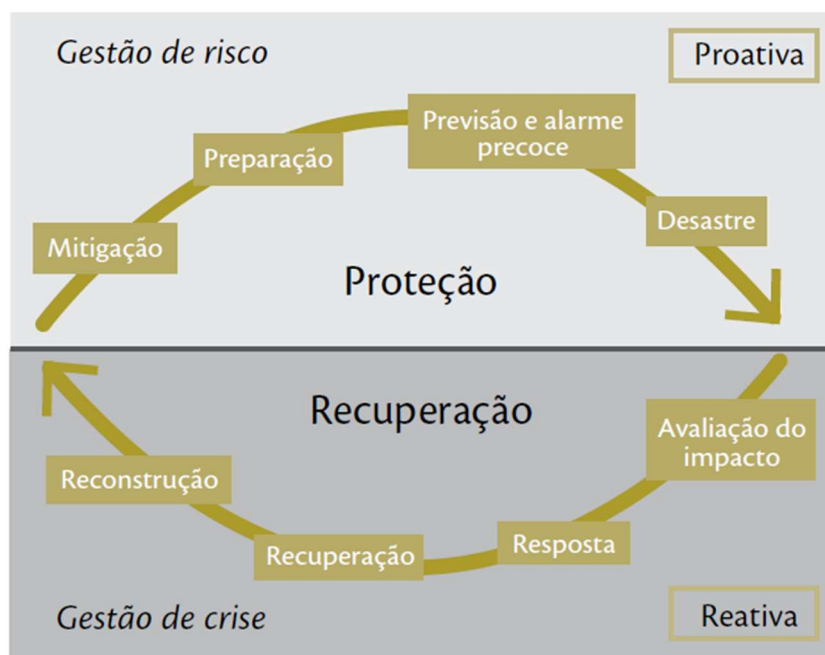 Gestão de risco
Proativa
Previsão e alarme
precoce
Preparação
Desastre
Mitigação
Proteção
Recuperação
Avaliação do
impacto
Reconstrução
Resposta
Recuperação
Gestão de crise
Reativa